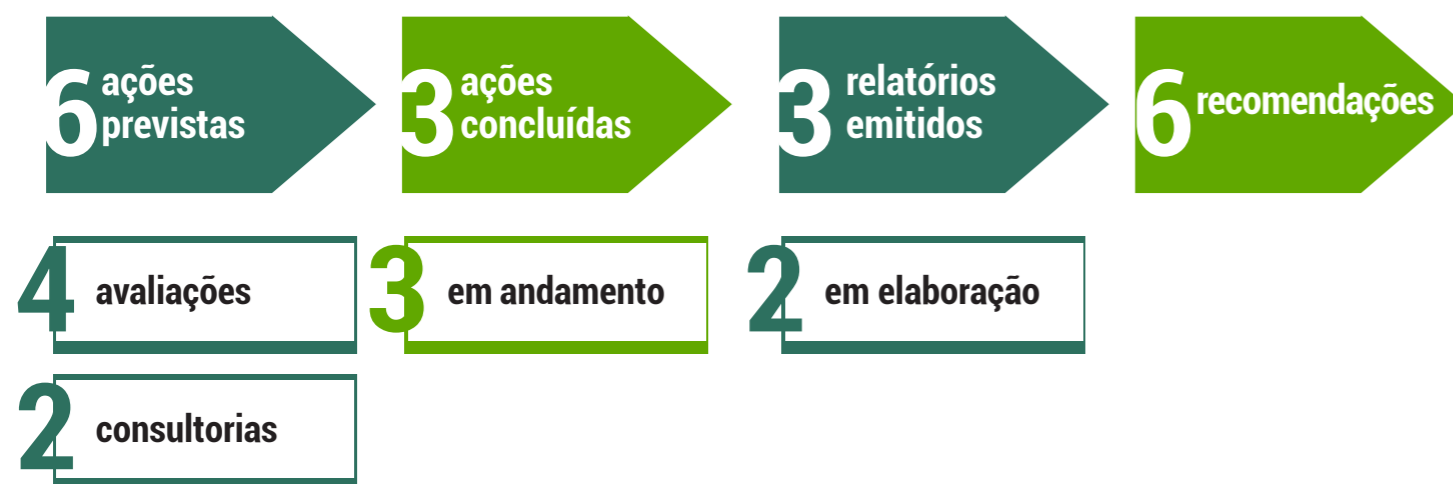 6 ações
previstas
3 ações
concluídas
3 relatórios
emitidos
6 recomendações
4 avaliações
3 em andamento
2 em elaboração
2 consultorias